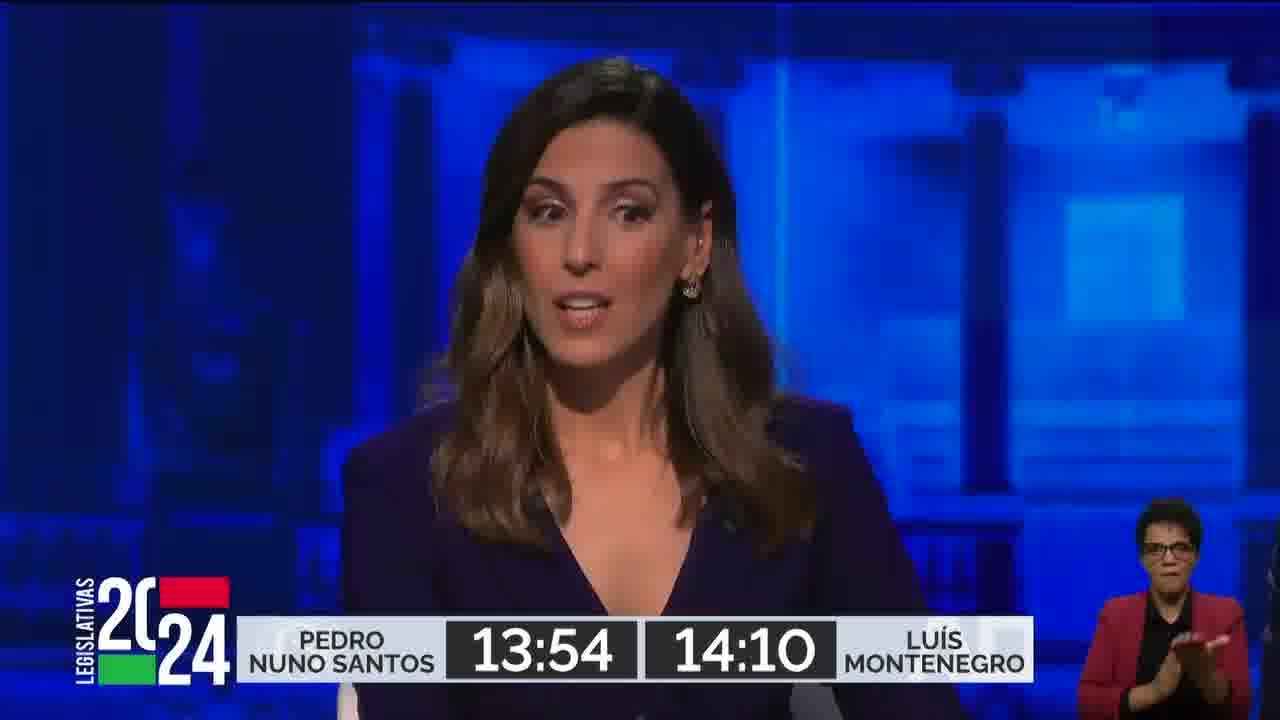 LEGISLATIVAS
2024
PEDRO
NUNO SANTOS
13:54
14:10
LUÍS
MONTENEGRO